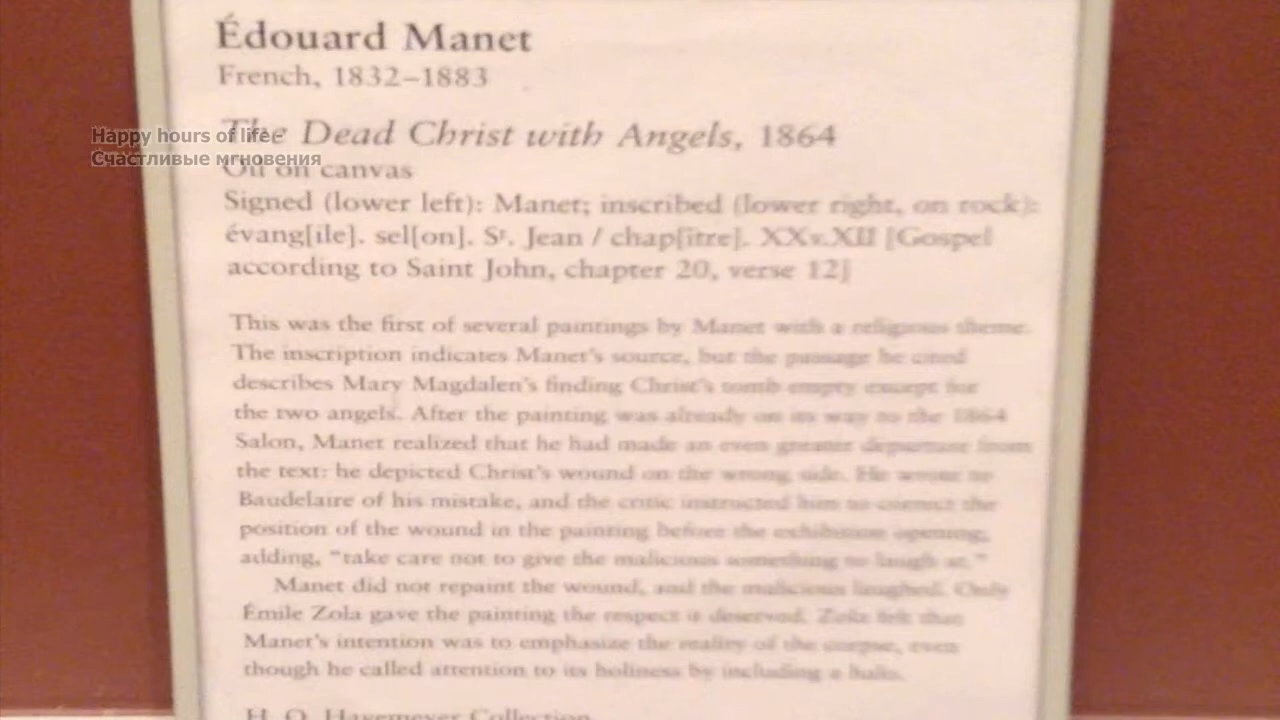 Édouard Manet
French, 1832–1883
The Dead Christ with Angels, 1864
Happy hours of lifee
Счастливые мгновения
Oil on canvas
Signed (lower left): Manet; inscribed (lower right, on rock):
évang[ile]. sel[on]. Sᵗ. Jean / chap[itre]. XXv.XII [Gospel
according to Saint John, chapter 20, verse 12]
This was the first of several paintings by Manet with a religious theme.
The inscription indicates Manet's source, but the passage he cited
describes Mary Magdalen's finding Christ's tomb empty except for
the two angels. After the painting was already on its way to the 1864
Salon, Manet realized that he had made an even greater departure from
the text: he depicted Christ's wound on the wrong side. He wrote to
Baudelaire of his mistake, and the critic instructed him to correct the
position of the wound in the painting before the exhibition opening,
adding, "take care not to give the malicious something to laugh at."
Manet did not repaint the wound, and the malicious laughed. Only
Émile Zola gave the painting the respect it deserved. Zola felt that
Manet's intention was to emphasize the reality of the corpse, even
though he called attention to its holiness by including a halo.
H. O. Havemeyer Collection